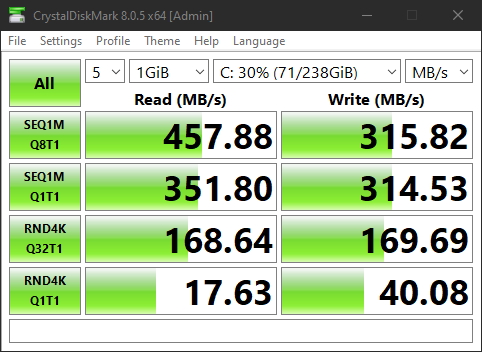 CrystalDiskMark 8.0.5 x64 [Admin]
File Settings Profile Theme Help Language
All 5 1GiB C: 30% (71/238GiB) MB/s
Read (MB/s) Write (MB/s)
SEQ1M
Q8T1 457.88 315.82
SEQ1M
Q1T1 351.80 314.53
RND4K
Q32T1 168.64 169.69
RND4K
Q1T1 17.63 40.08